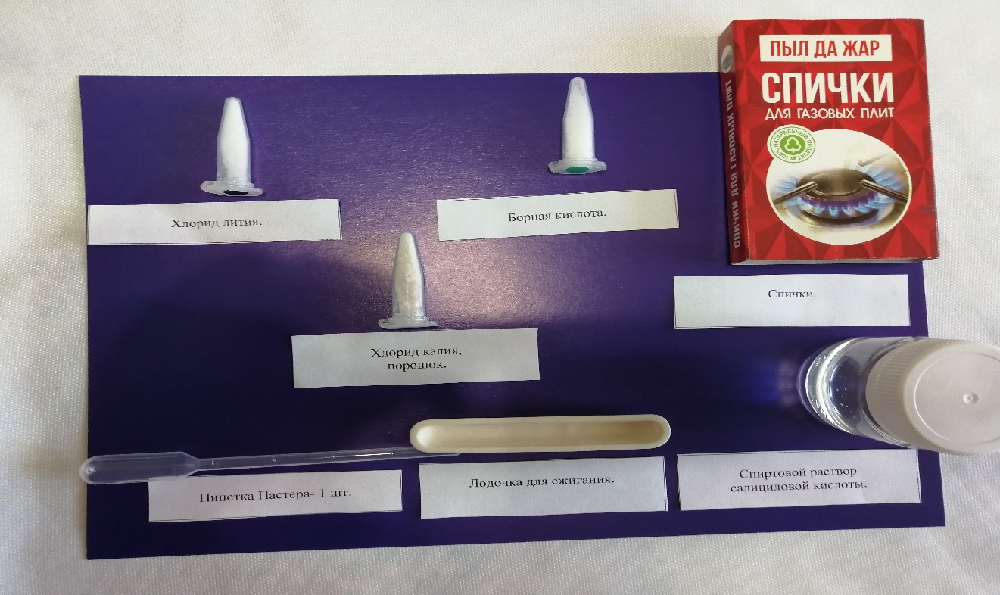 ПЫЛ ДА ЖАР
СПИЧКИ
ДЛЯ ГАЗОВЫХ ПЛИТ
100% НАТУРАЛЬНЫЙ ПРОДУКТ
СПИЧКИ ДЛЯ ГАЗОВЫХ ПЛИТ
Хлорид лития.
Борная кислота.
Спички.
Хлорид калия,
порошок.
Пипетка Пастера- 1 шт.
Лодочка для сжигания.
Спиртовой раствор
салициловой кислоты.